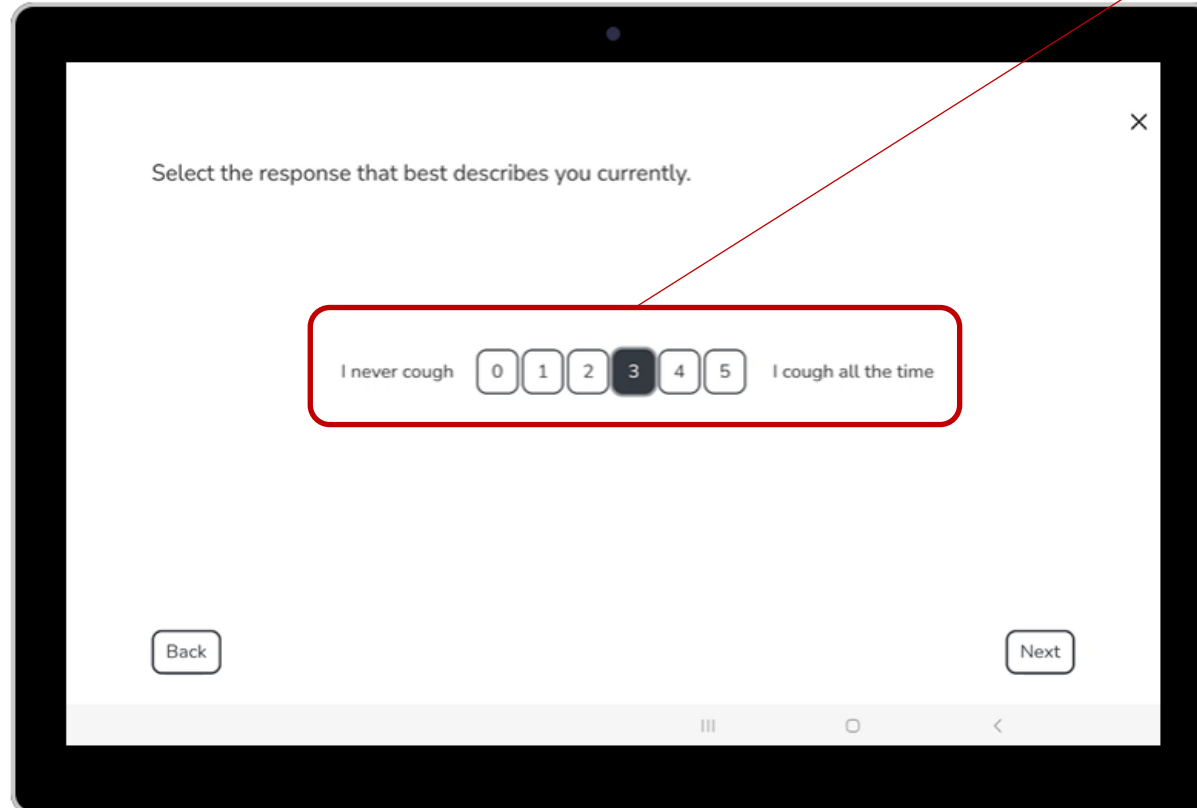 Select the response that best describes you currently.
I never cough 0 1 2 3 4 5 I cough all the time
Back Next